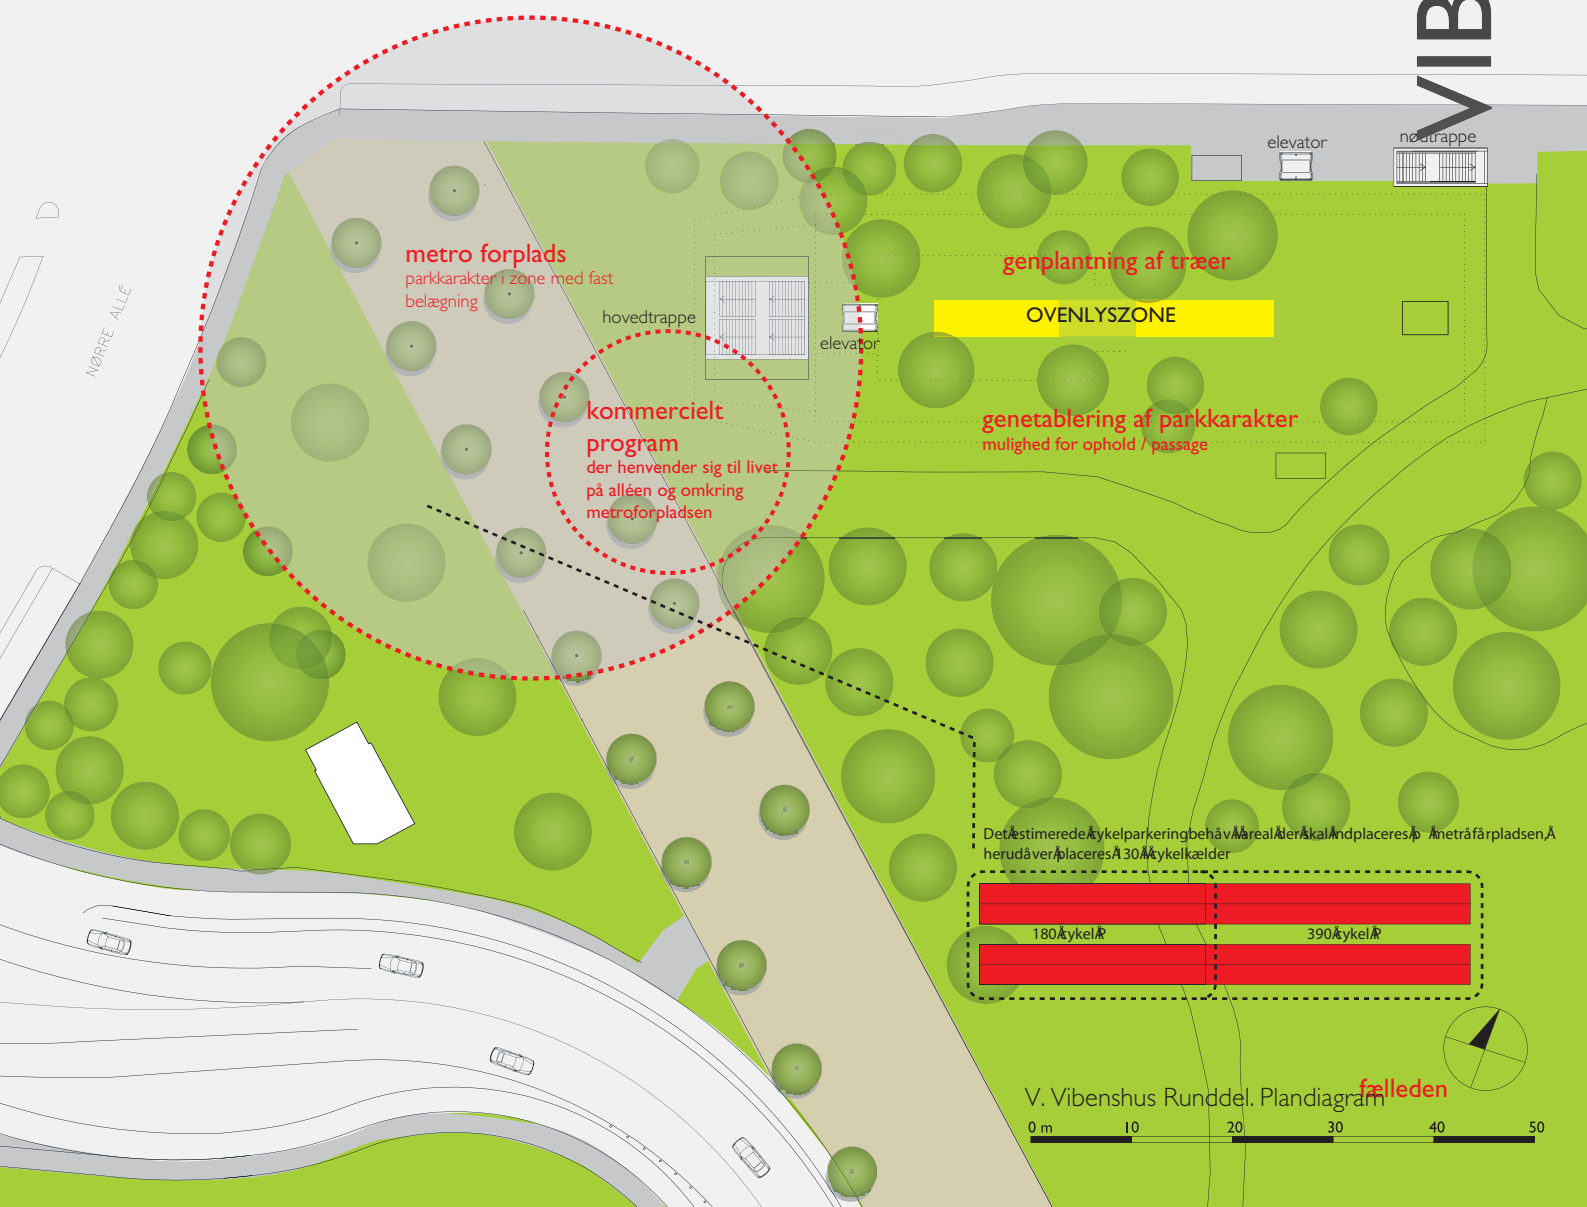 VIB
elevator
nødtrappe
NØRRE ALLÉ
metro forplads
parkkarakter i zone med fast
belægning
genplantning af træer
hovedtrappe
OVENLYSZONE
elevator
kommercielt
program
der henvender sig til livet
på alléen og omkring
metroforpladsen
genetablering af parkkarakter
mulighed for ophold / passage
180 cykel P
390 cykel P
fælleden
V. Vibenshus Runddel. Plandiagram
0 m 10 20 30 40 50